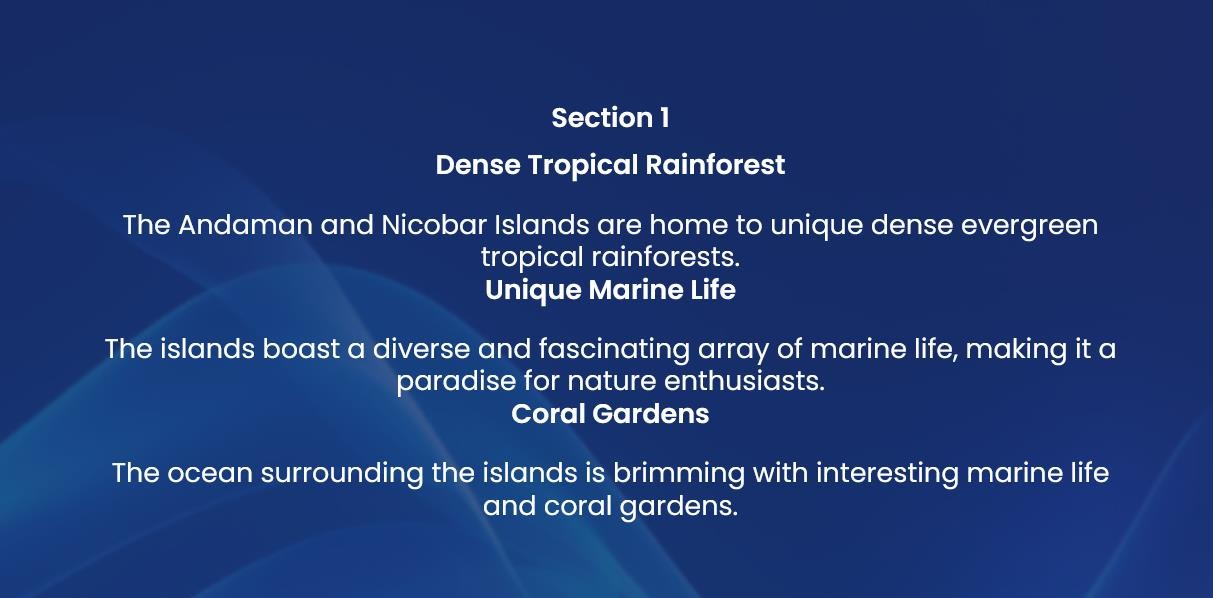 Section 1
Dense Tropical Rainforest
The Andaman and Nicobar Islands are home to unique dense evergreen
tropical rainforests.
Unique Marine Life
The islands boast a diverse and fascinating array of marine life, making it a
paradise for nature enthusiasts.
Coral Gardens
The ocean surrounding the islands is brimming with interesting marine life
and coral gardens.